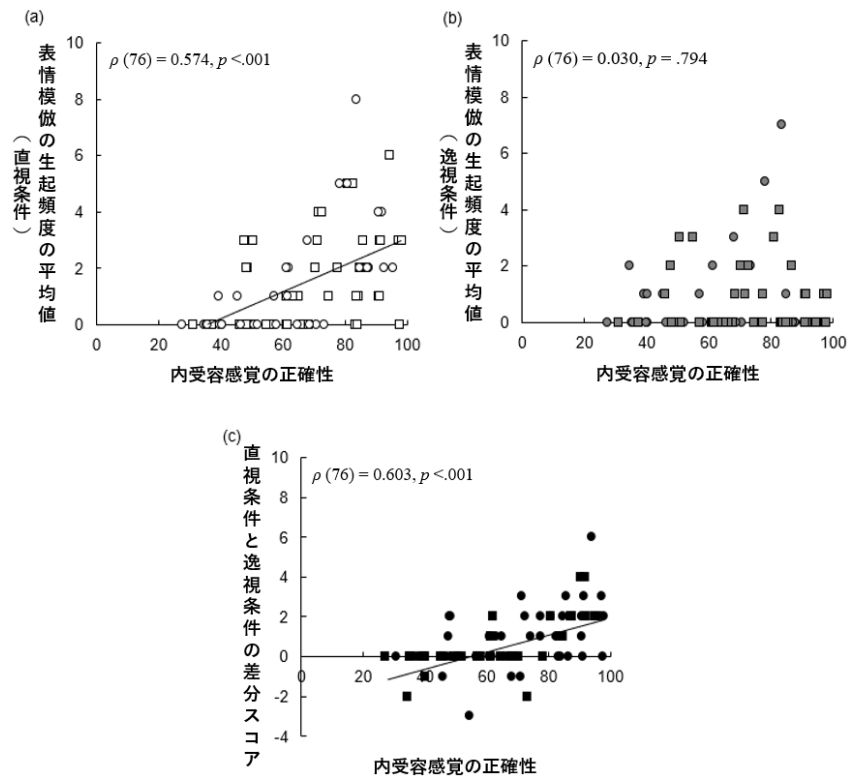 (a)
表情模倣の生起頻度の平均値
（直視条件）
ρ (76) = 0.574, p <.001
10
8
6
4
2
0
0 20 40 60 80 100
内受容感覚の正確性
(b)
表情模倣の生起頻度の平均値
（逸視条件）
ρ (76) = 0.030, p = .794
10
8
6
4
2
0
0 20 40 60 80 100
内受容感覚の正確性
(c)
直視条件と逸視条件の差分スコア
ρ (76) = 0.603, p <.001
10
8
6
4
2
0
-2
-4
0 20 40 60 80 100
内受容感覚の正確性